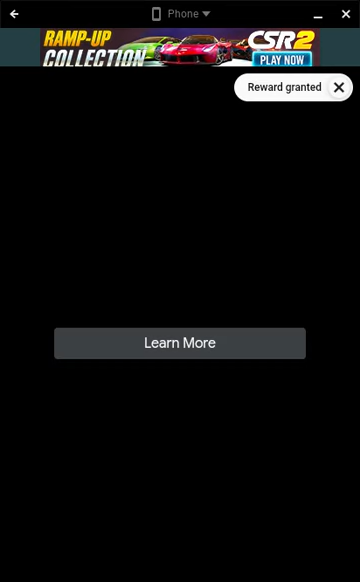 Phone
RAMP-UP
COLLECTION
CSR2
PLAY NOW
Reward granted
Learn More